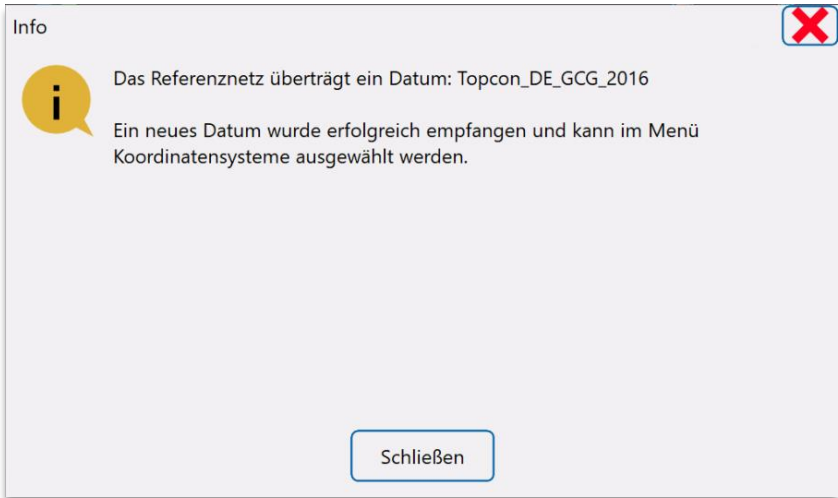 Info
Das Referenznetz überträgt ein Datum: Topcon_DE_GCG_2016
Ein neues Datum wurde erfolgreich empfangen und kann im Menü
Koordinatensysteme ausgewählt werden.
Schließen